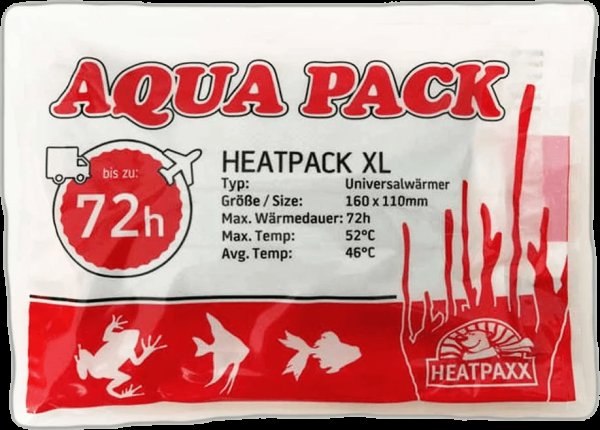 AQUA PACK
bis zu:
72h
HEATPACK XL
Typ: Universalwärmer
Größe / Size: 160 x 110mm
Max. Wärmedauer: 72h
Max. Temp: 52°C
Avg. Temp: 46°C
HEATPAXX